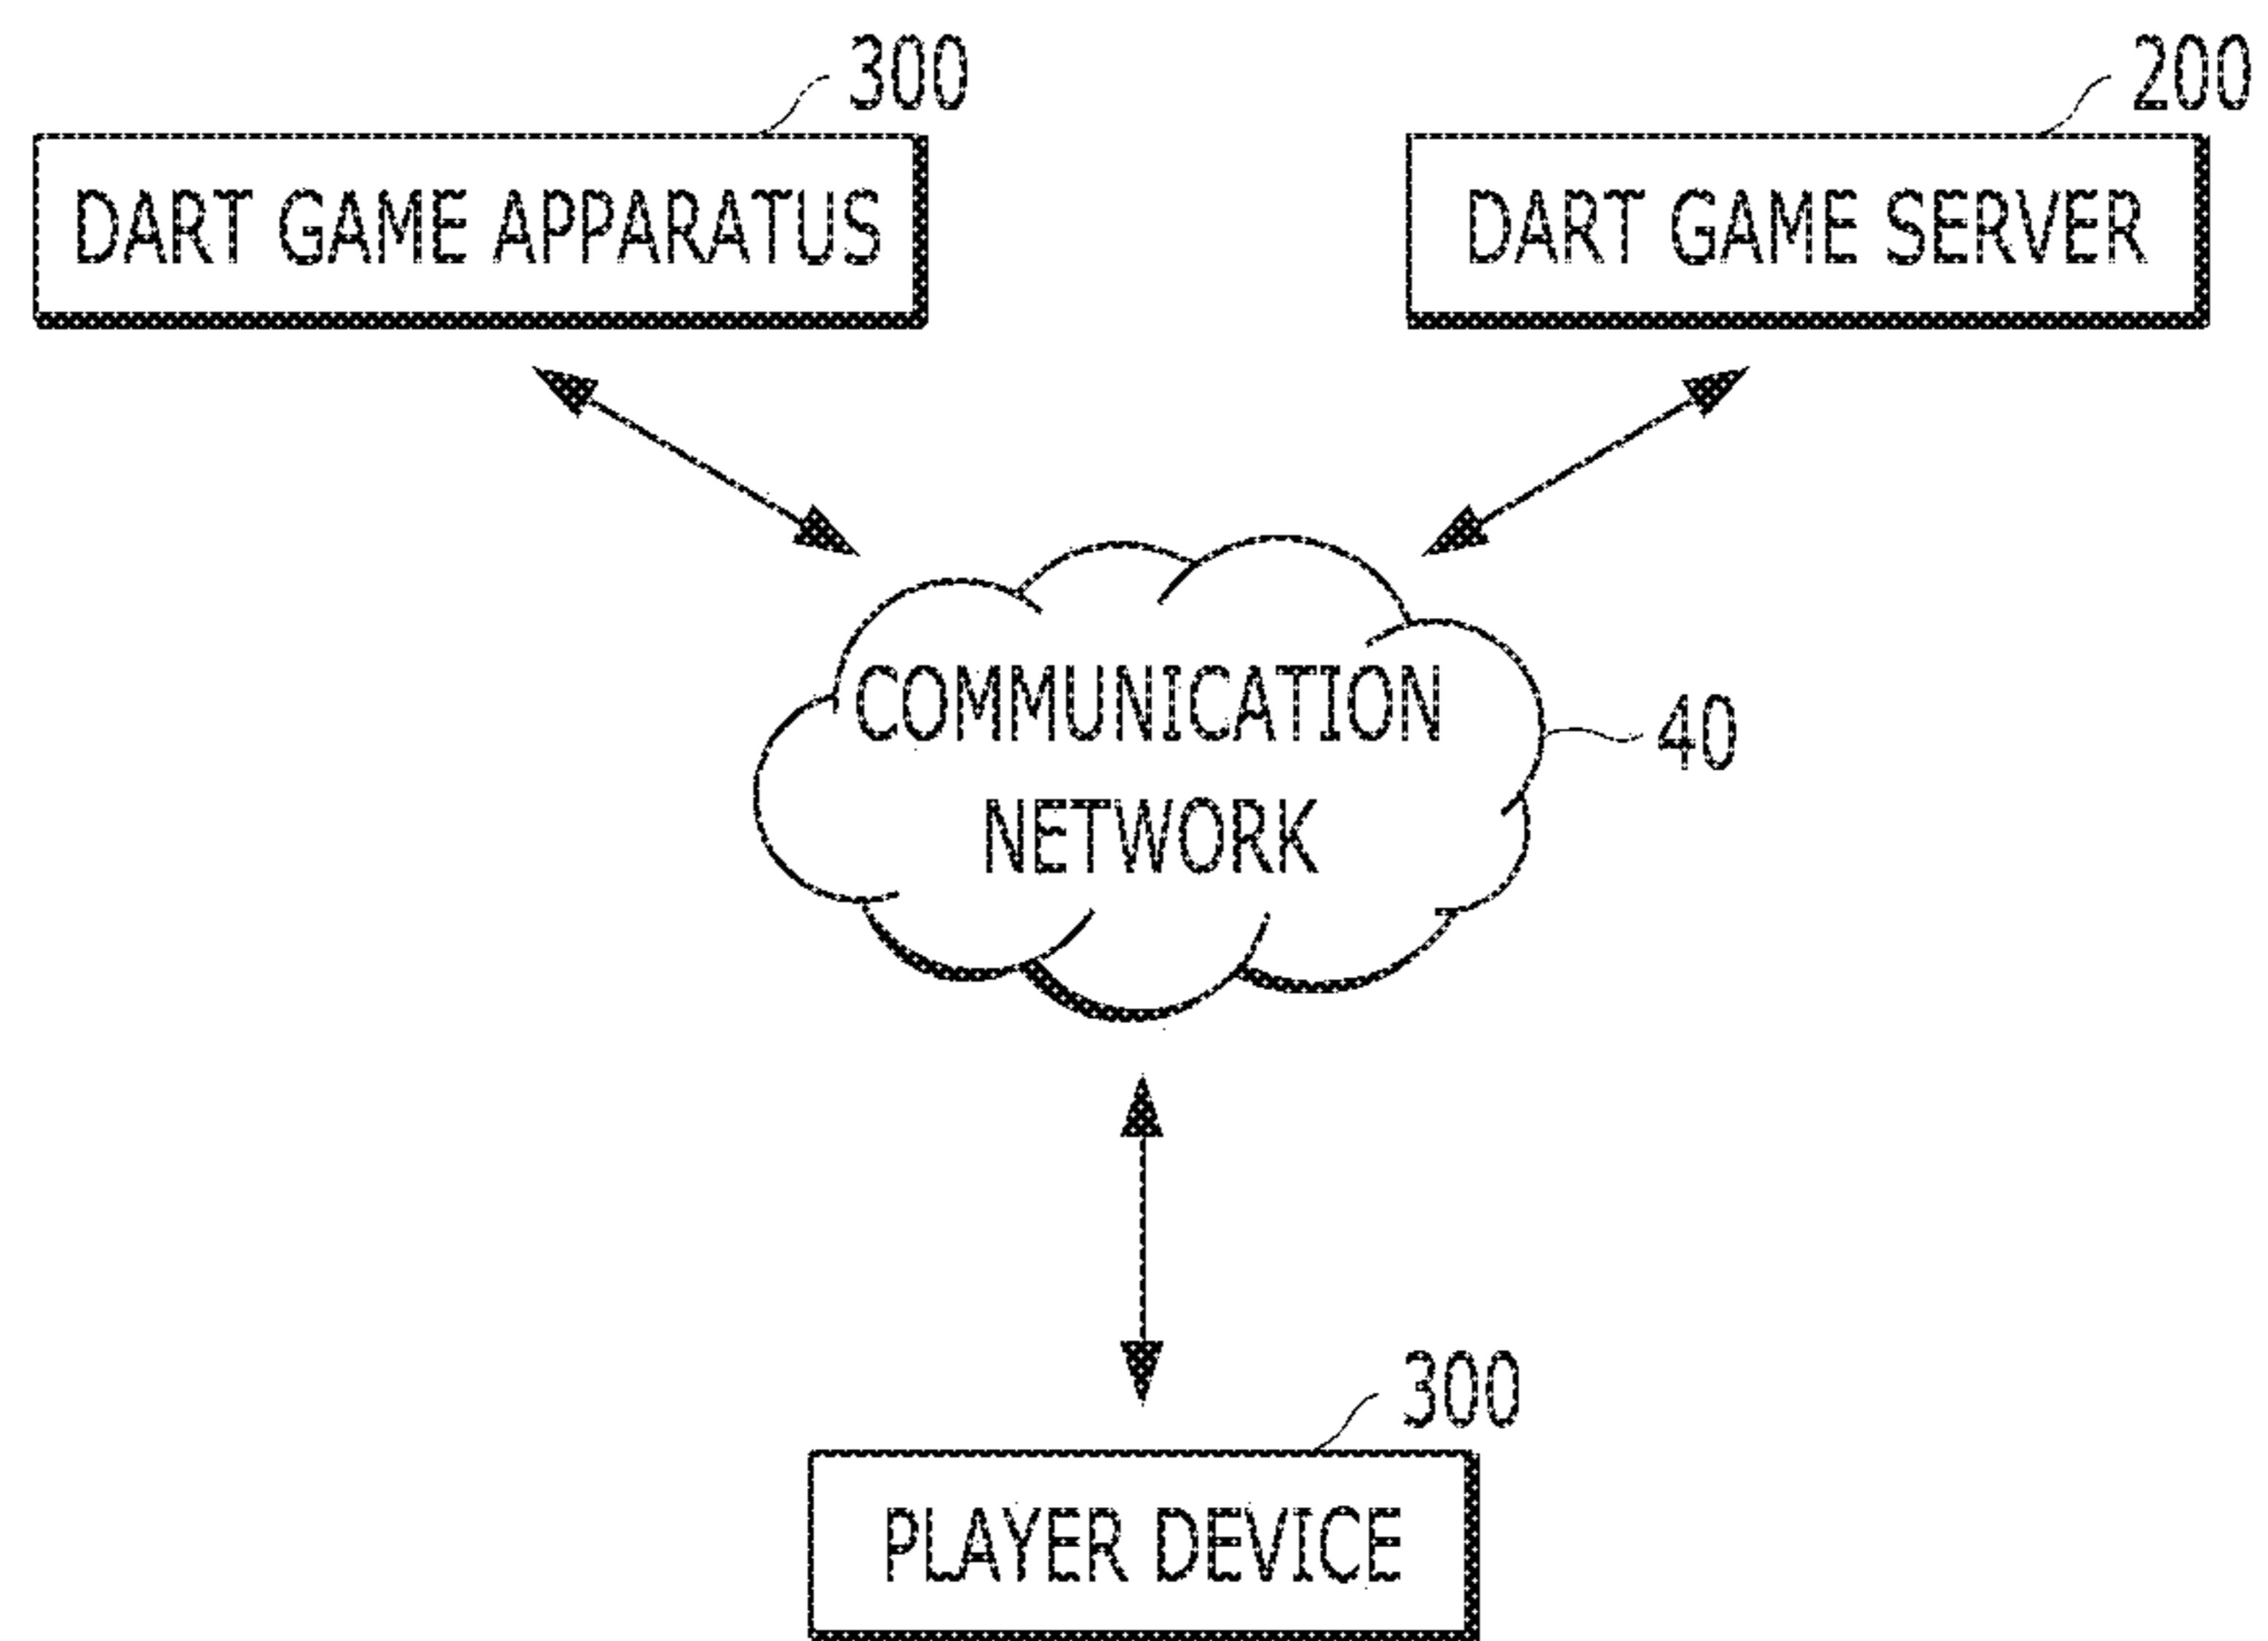 300
200
DART GAME APPARATUS
DART GAME SERVER
COMMUNICATION
NETWORK
40
300
PLAYER DEVICE